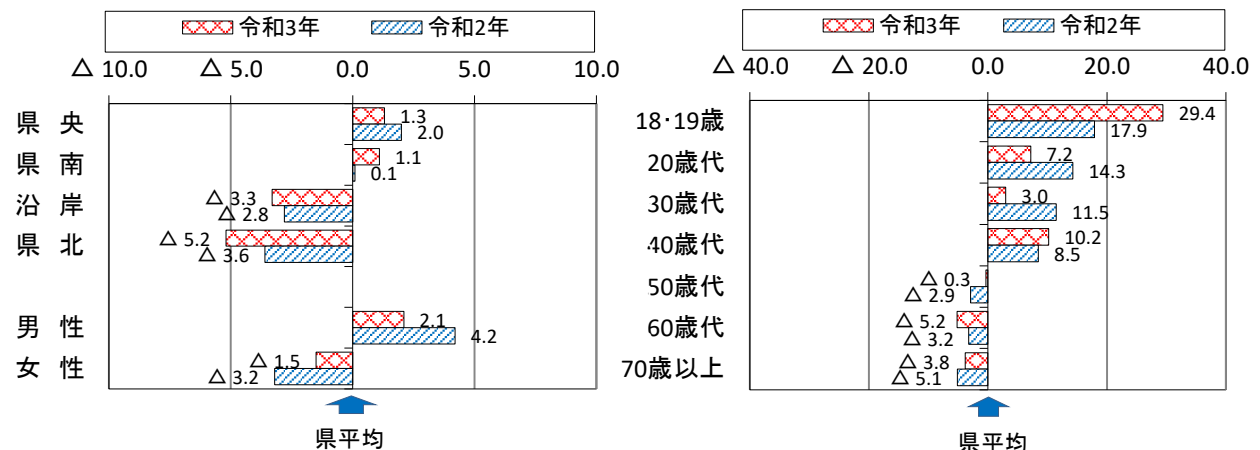 令和3年 令和2年
△ 10.0 △ 5.0 0.0 5.0 10.0
県 央 1.3
2.0
県 南 1.1
0.1
沿 岸 △ 3.3
△ 2.8
県 北 △ 5.2
△ 3.6
男 性 2.1
4.2
女 性 △ 1.5
△ 3.2
県平均
令和3年 令和2年
△ 40.0 △ 20.0 0.0 20.0 40.0
18・19歳 29.4
17.9
20歳代 7.2
14.3
30歳代 3.0
11.5
40歳代 10.2
8.5
50歳代 △ 0.3
△ 2.9
60歳代 △ 5.2
△ 3.2
70歳以上 △ 3.8
△ 5.1
県平均